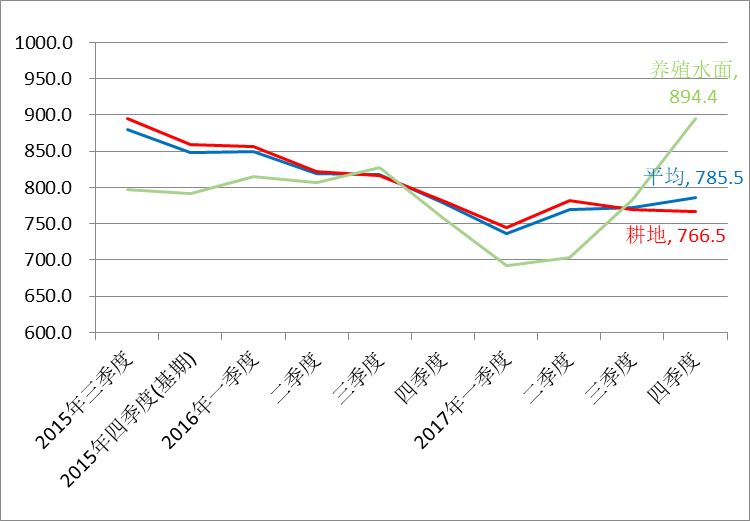 1000.0
950.0
900.0
850.0
800.0
750.0
700.0
650.0
600.0
养殖水面,
894.4
平均, 785.5
耕地, 766.5
2015年三季度
2015年四季度(基期)
2016年一季度
二季度
三季度
四季度
2017年一季度
二季度
三季度
四季度